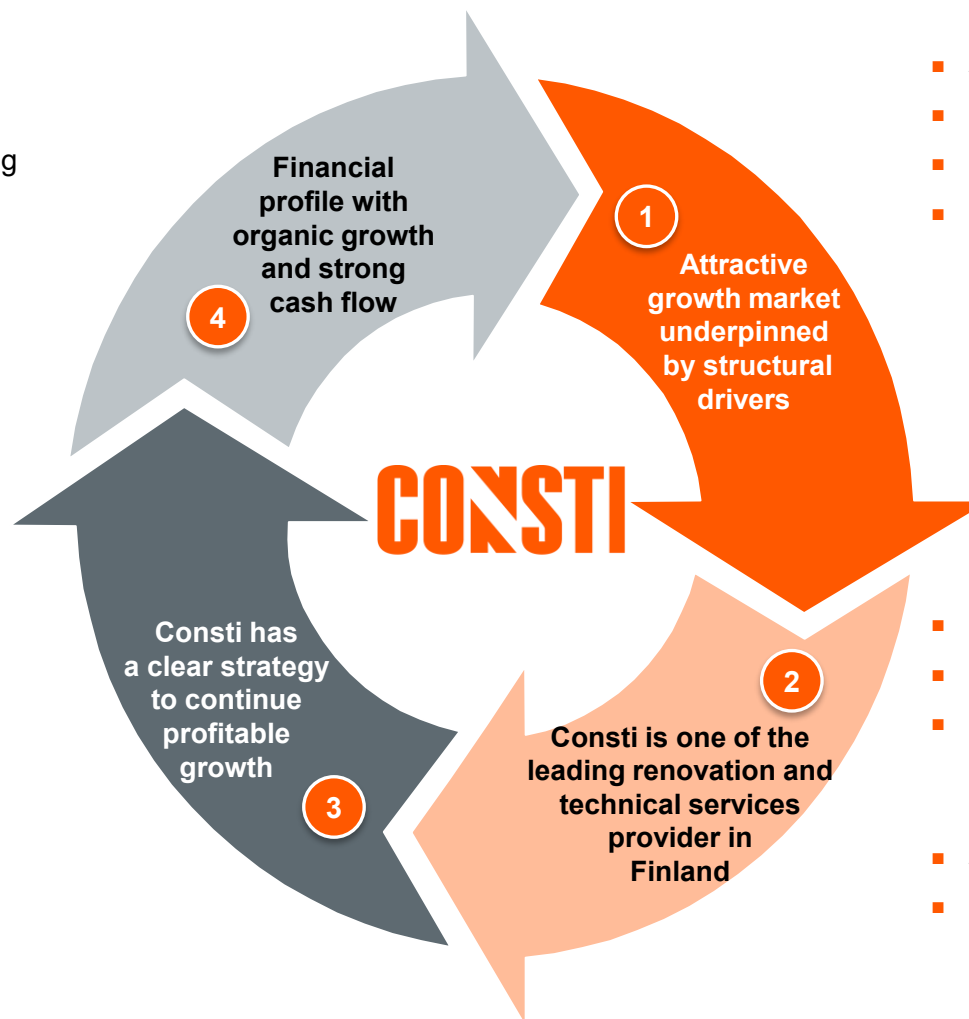 1
Attractive
growth market
underpinned
by structural
drivers
2
Consti is one of the
leading renovation and
technical services
provider in
Finland
3
Consti has
a clear strategy
to continue
profitable
growth
4
Financial
profile with
organic growth
and strong
cash flow
CONSTI